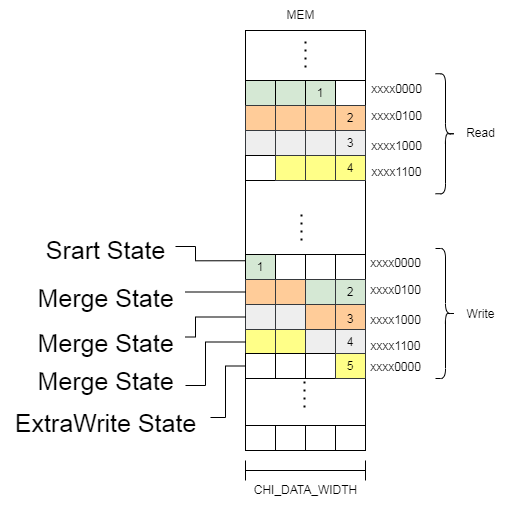 MEM
1 xxxx0000
2 xxxx0100
3 xxxx1000
4 xxxx1100
Read
Srart State
1 xxxx0000
Merge State
2 xxxx0100
Merge State
3 xxxx1000
Merge State
4 xxxx1100
ExtraWrite State
5 xxxx0000
Write
CHI_DATA_WIDTH